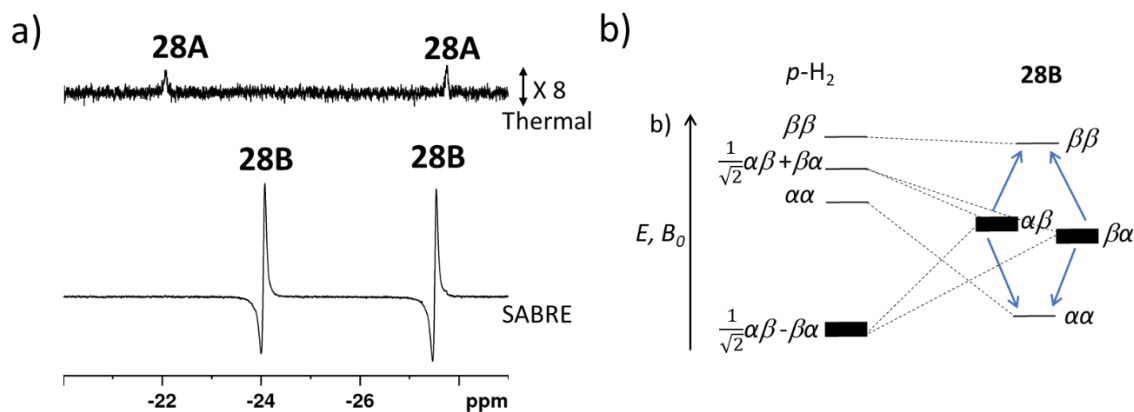 a)
28A
28A
X 8
Thermal
28B
28B
SABRE
-22
-24
-26
ppm
b)
p-H₂
28B
b)
ββ
1/√2 αβ + βα
αα
E, B₀
1/√2 αβ - βα
ββ
αβ
βα
αα